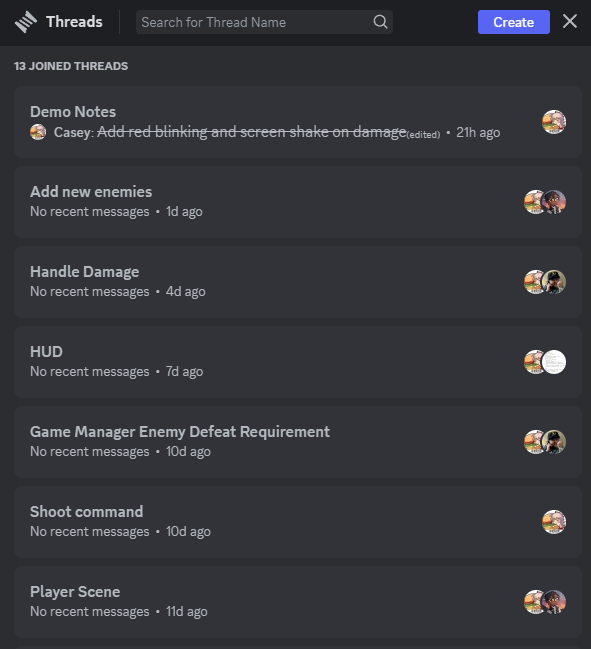 Threads
Search for Thread Name
Create
13 JOINED THREADS
Demo Notes
Casey: Add red blinking and screen shake on damage(edited) • 21h ago
Add new enemies
No recent messages • 1d ago
Handle Damage
No recent messages • 4d ago
HUD
No recent messages • 7d ago
Game Manager Enemy Defeat Requirement
No recent messages • 10d ago
Shoot command
No recent messages • 10d ago
Player Scene
No recent messages • 11d ago